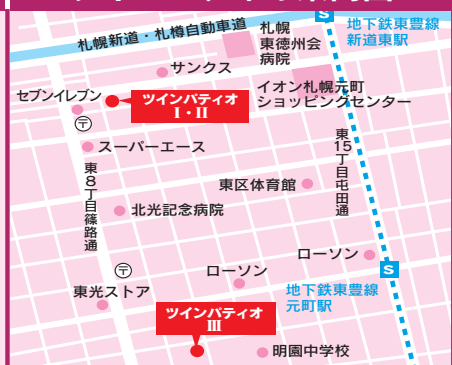 札幌新道・札樽自動車道
札幌
東徳州会
病院
S
地下鉄東豊線
新道東駅
サンクス
イオン札幌元町
ショッピングセンター
セブンイレブン
ツインパティオ
I・II
〒
スーパーエース
東15丁目屯田通
東8丁目篠路通
東区体育館
北光記念病院
ローソン
S
〒
ローソン
地下鉄東豊線
元町駅
東光ストア
ツインパティオ
III
明園中学校